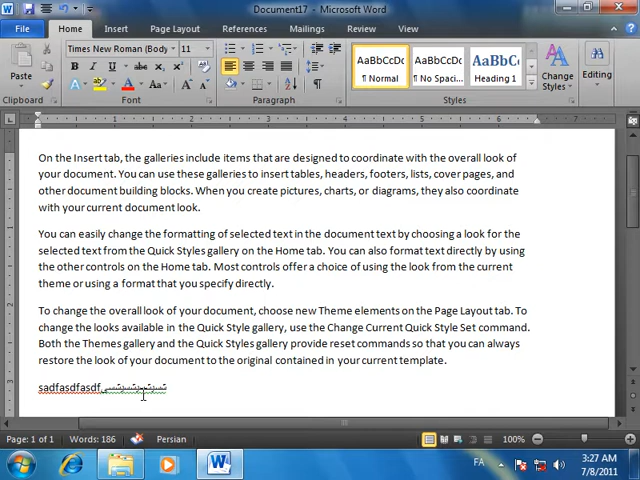 Document17 - Microsoft Word
File Home Insert Page Layout References Mailings Review View
Times New Roman (Body 11
Paste
AaBbCcDc AaBbCcDc AaBbCc
¶ Normal ¶ No Spaci... Heading 1
Change Styles
Editing
Clipboard Font Paragraph Styles
1 2 3 4 5 6 7
On the Insert tab, the galleries include items that are designed to coordinate with the overall look of
your document. You can use these galleries to insert tables, headers, footers, lists, cover pages, and
other document building blocks. When you create pictures, charts, or diagrams, they also coordinate
with your current document look.
You can easily change the formatting of selected text in the document text by choosing a look for the
selected text from the Quick Styles gallery on the Home tab. You can also format text directly by using
the other controls on the Home tab. Most controls offer a choice of using the look from the current
theme or using a format that you specify directly.
To change the overall look of your document, choose new Theme elements on the Page Layout tab. To
change the looks available in the Quick Style gallery, use the Change Current Quick Style Set command.
Both the Themes gallery and the Quick Styles gallery provide reset commands so that you can always
restore the look of your document to the original contained in your current template.
sadfasdfasdf
Page: 1 of 1 Words: 186 Persian 100%
FA 3:27 AM
7/8/2011